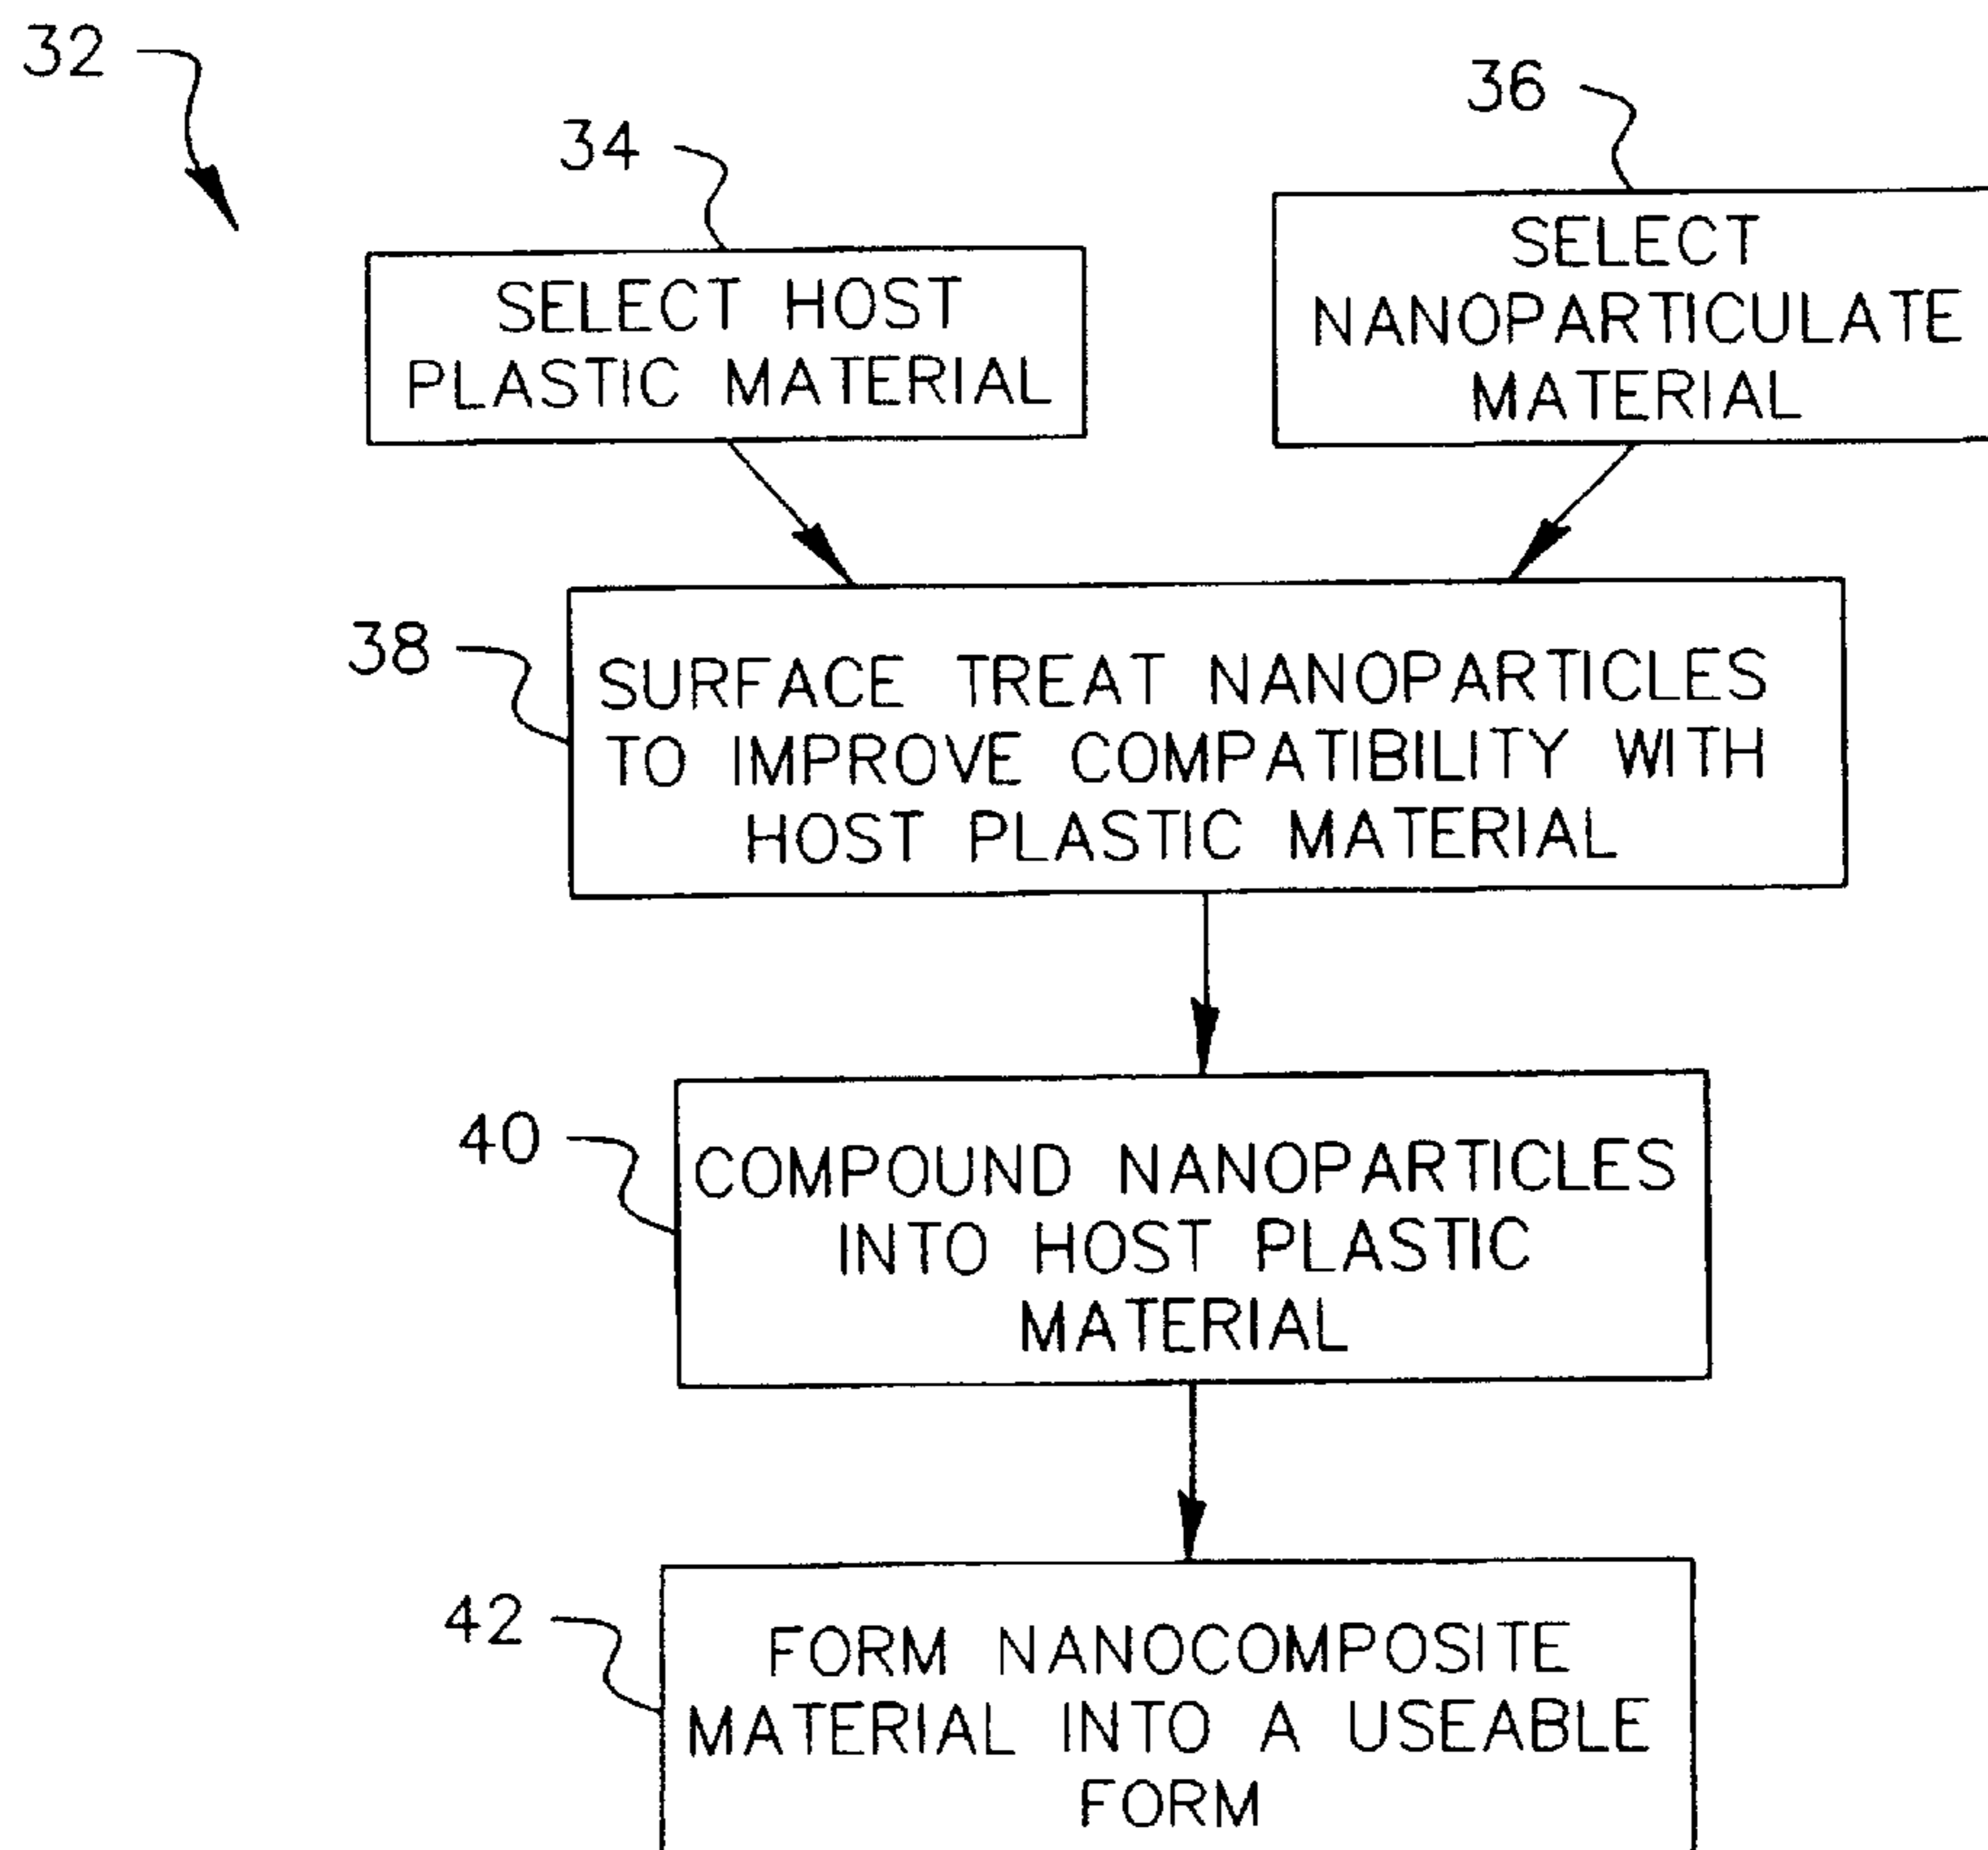 32
34
36
SELECT HOST
PLASTIC MATERIAL
SELECT
NANOPARTICULATE
MATERIAL
38
SURFACE TREAT NANOPARTICLES
TO IMPROVE COMPATIBILITY WITH
HOST PLASTIC MATERIAL
40
COMPOUND NANOPARTICLES
INTO HOST PLASTIC
MATERIAL
42
FORM NANOCOMPOSITE
MATERIAL INTO A USEABLE
FORM